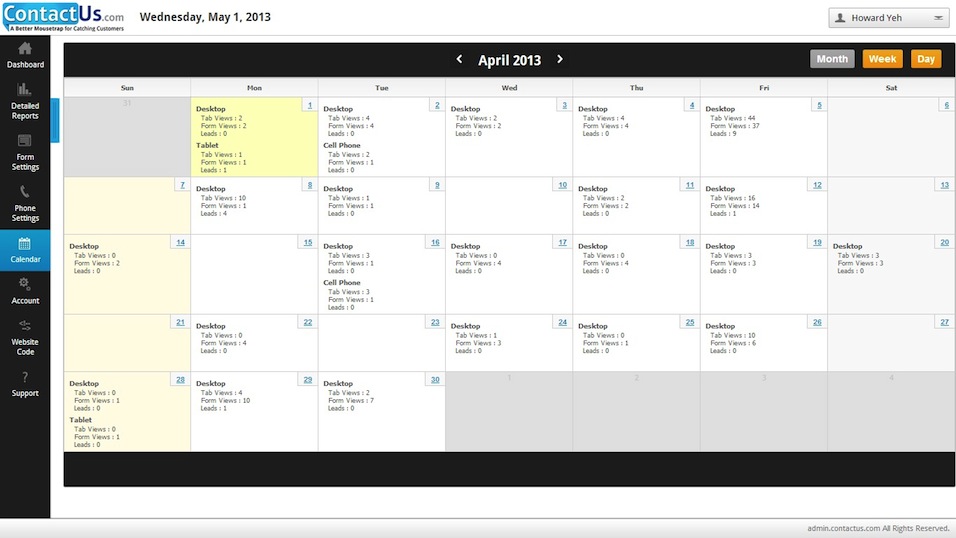 ContactUs.com
A Better Mousetrap for Catching Customers
Wednesday, May 1, 2013
Howard Yeh
Dashboard
Detailed
Reports
Form
Settings
Phone
Settings
Calendar
Account
Website
Code
Support
April 2013
Month Week Day
Sun Mon Tue Wed Thu Fri Sat
31
1
Desktop
Tab Views : 2
Form Views : 2
Leads : 0
Tablet
Tab Views : 1
Form Views : 1
Leads : 1
2
Desktop
Tab Views : 4
Form Views : 4
Leads : 0
Cell Phone
Tab Views : 2
Form Views : 1
Leads : 0
3
Desktop
Tab Views : 2
Form Views : 2
Leads : 0
4
Desktop
Tab Views : 4
Form Views : 4
Leads : 0
5
Desktop
Tab Views : 44
Form Views : 37
Leads : 9
6
7
8
Desktop
Tab Views : 10
Form Views : 1
Leads : 4
9
Desktop
Tab Views : 1
Form Views : 1
Leads : 0
10
11
Desktop
Tab Views : 2
Form Views : 2
Leads : 0
12
Desktop
Tab Views : 16
Form Views : 14
Leads : 1
13
14
Desktop
Tab Views : 0
Form Views : 2
Leads : 0
15
16
Desktop
Tab Views : 3
Form Views : 1
Leads : 0
Cell Phone
Tab Views : 3
Form Views : 1
Leads : 0
17
Desktop
Tab Views : 0
Form Views : 4
Leads : 0
18
Desktop
Tab Views : 0
Form Views : 4
Leads : 0
19
Desktop
Tab Views : 3
Form Views : 3
Leads : 0
20
Desktop
Tab Views : 3
Form Views : 3
Leads : 0
21
22
Desktop
Tab Views : 0
Form Views : 4
Leads : 0
23
24
Desktop
Tab Views : 1
Form Views : 3
Leads : 0
25
Desktop
Tab Views : 0
Form Views : 1
Leads : 0
26
Desktop
Tab Views : 10
Form Views : 6
Leads : 0
27
28
Desktop
Tab Views : 0
Form Views : 1
Leads : 0
Tablet
Tab Views : 0
Form Views : 1
Leads : 0
29
Desktop
Tab Views : 4
Form Views : 10
Leads : 1
30
Desktop
Tab Views : 2
Form Views : 7
Leads : 0
1
2
3
4
admin.contactus.com All Rights Reserved.